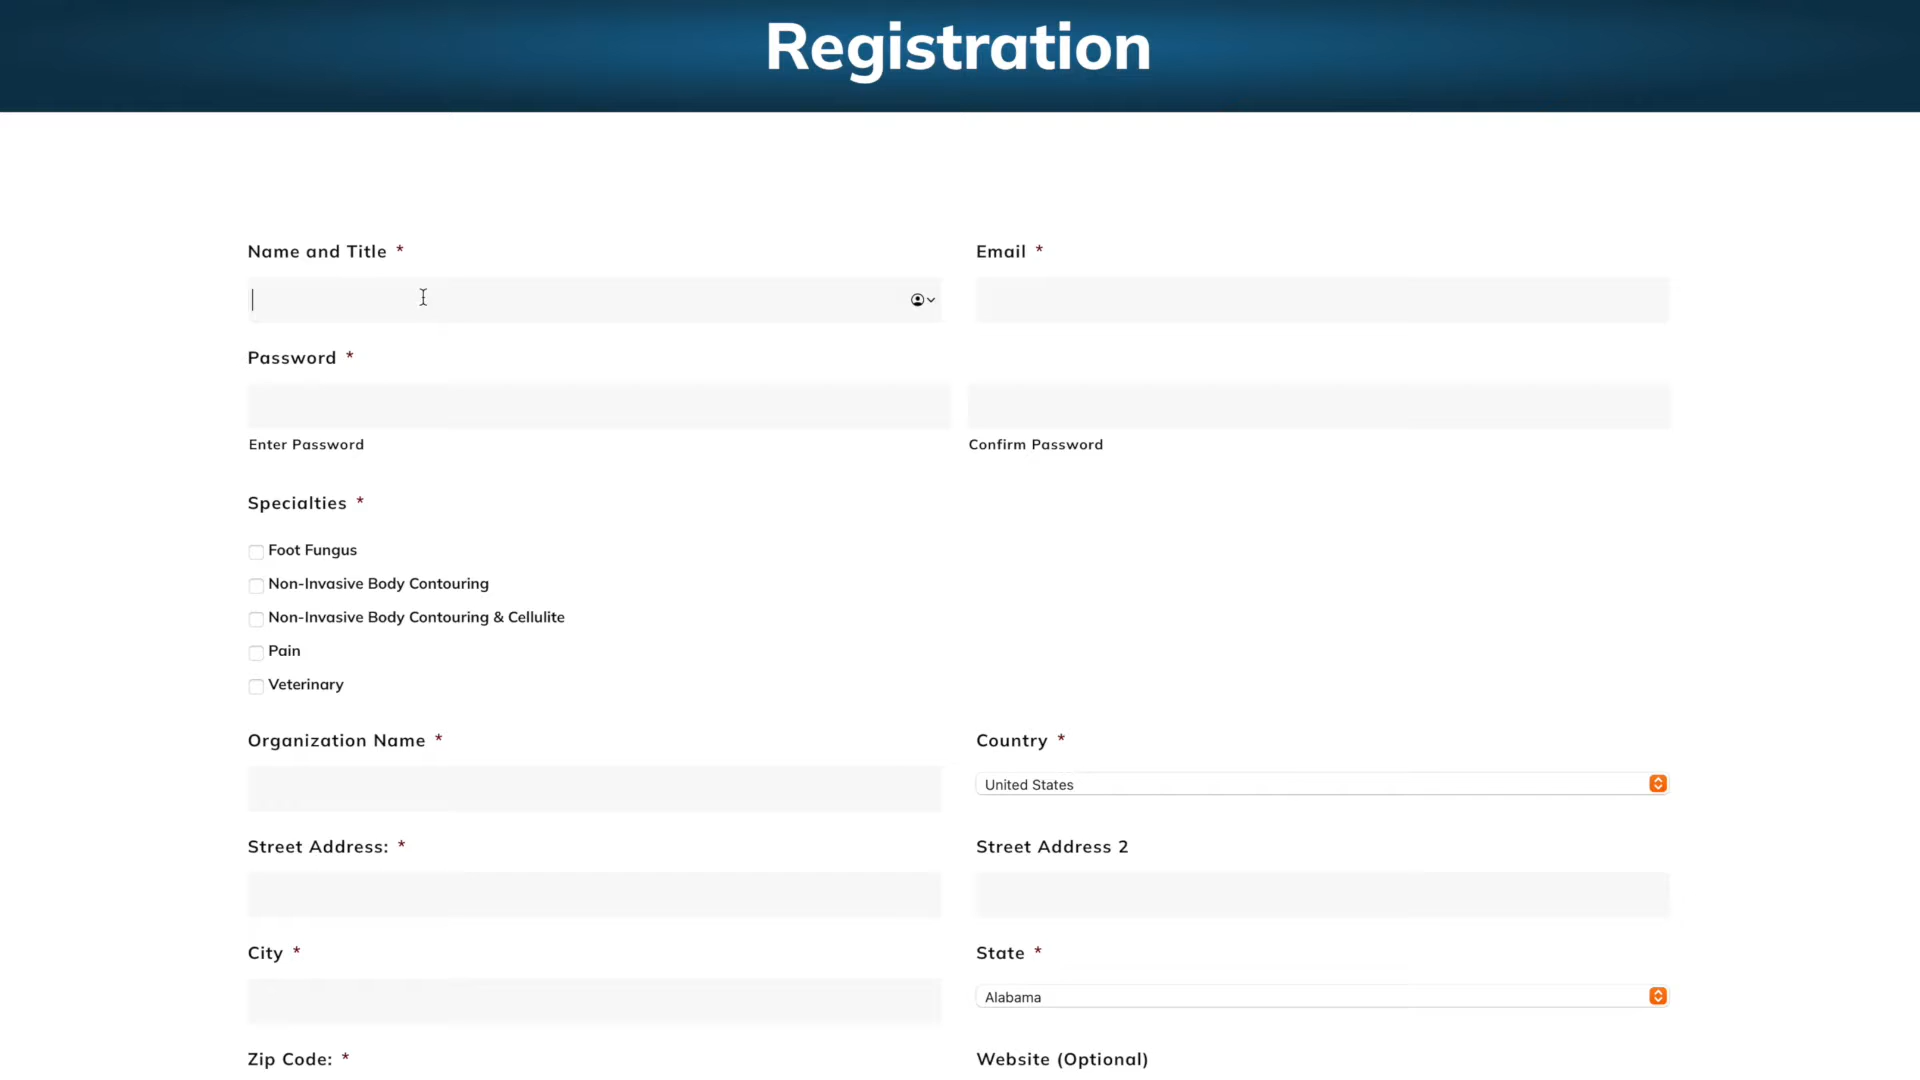 Registration
Name and Title *
Email *
Password *
Enter Password
Confirm Password
Specialties *
Foot Fungus
Non-Invasive Body Contouring
Non-Invasive Body Contouring & Cellulite
Pain
Veterinary
Organization Name *
Country *
United States
Street Address: *
Street Address 2
City *
State *
Alabama
Zip Code: *
Website (Optional)